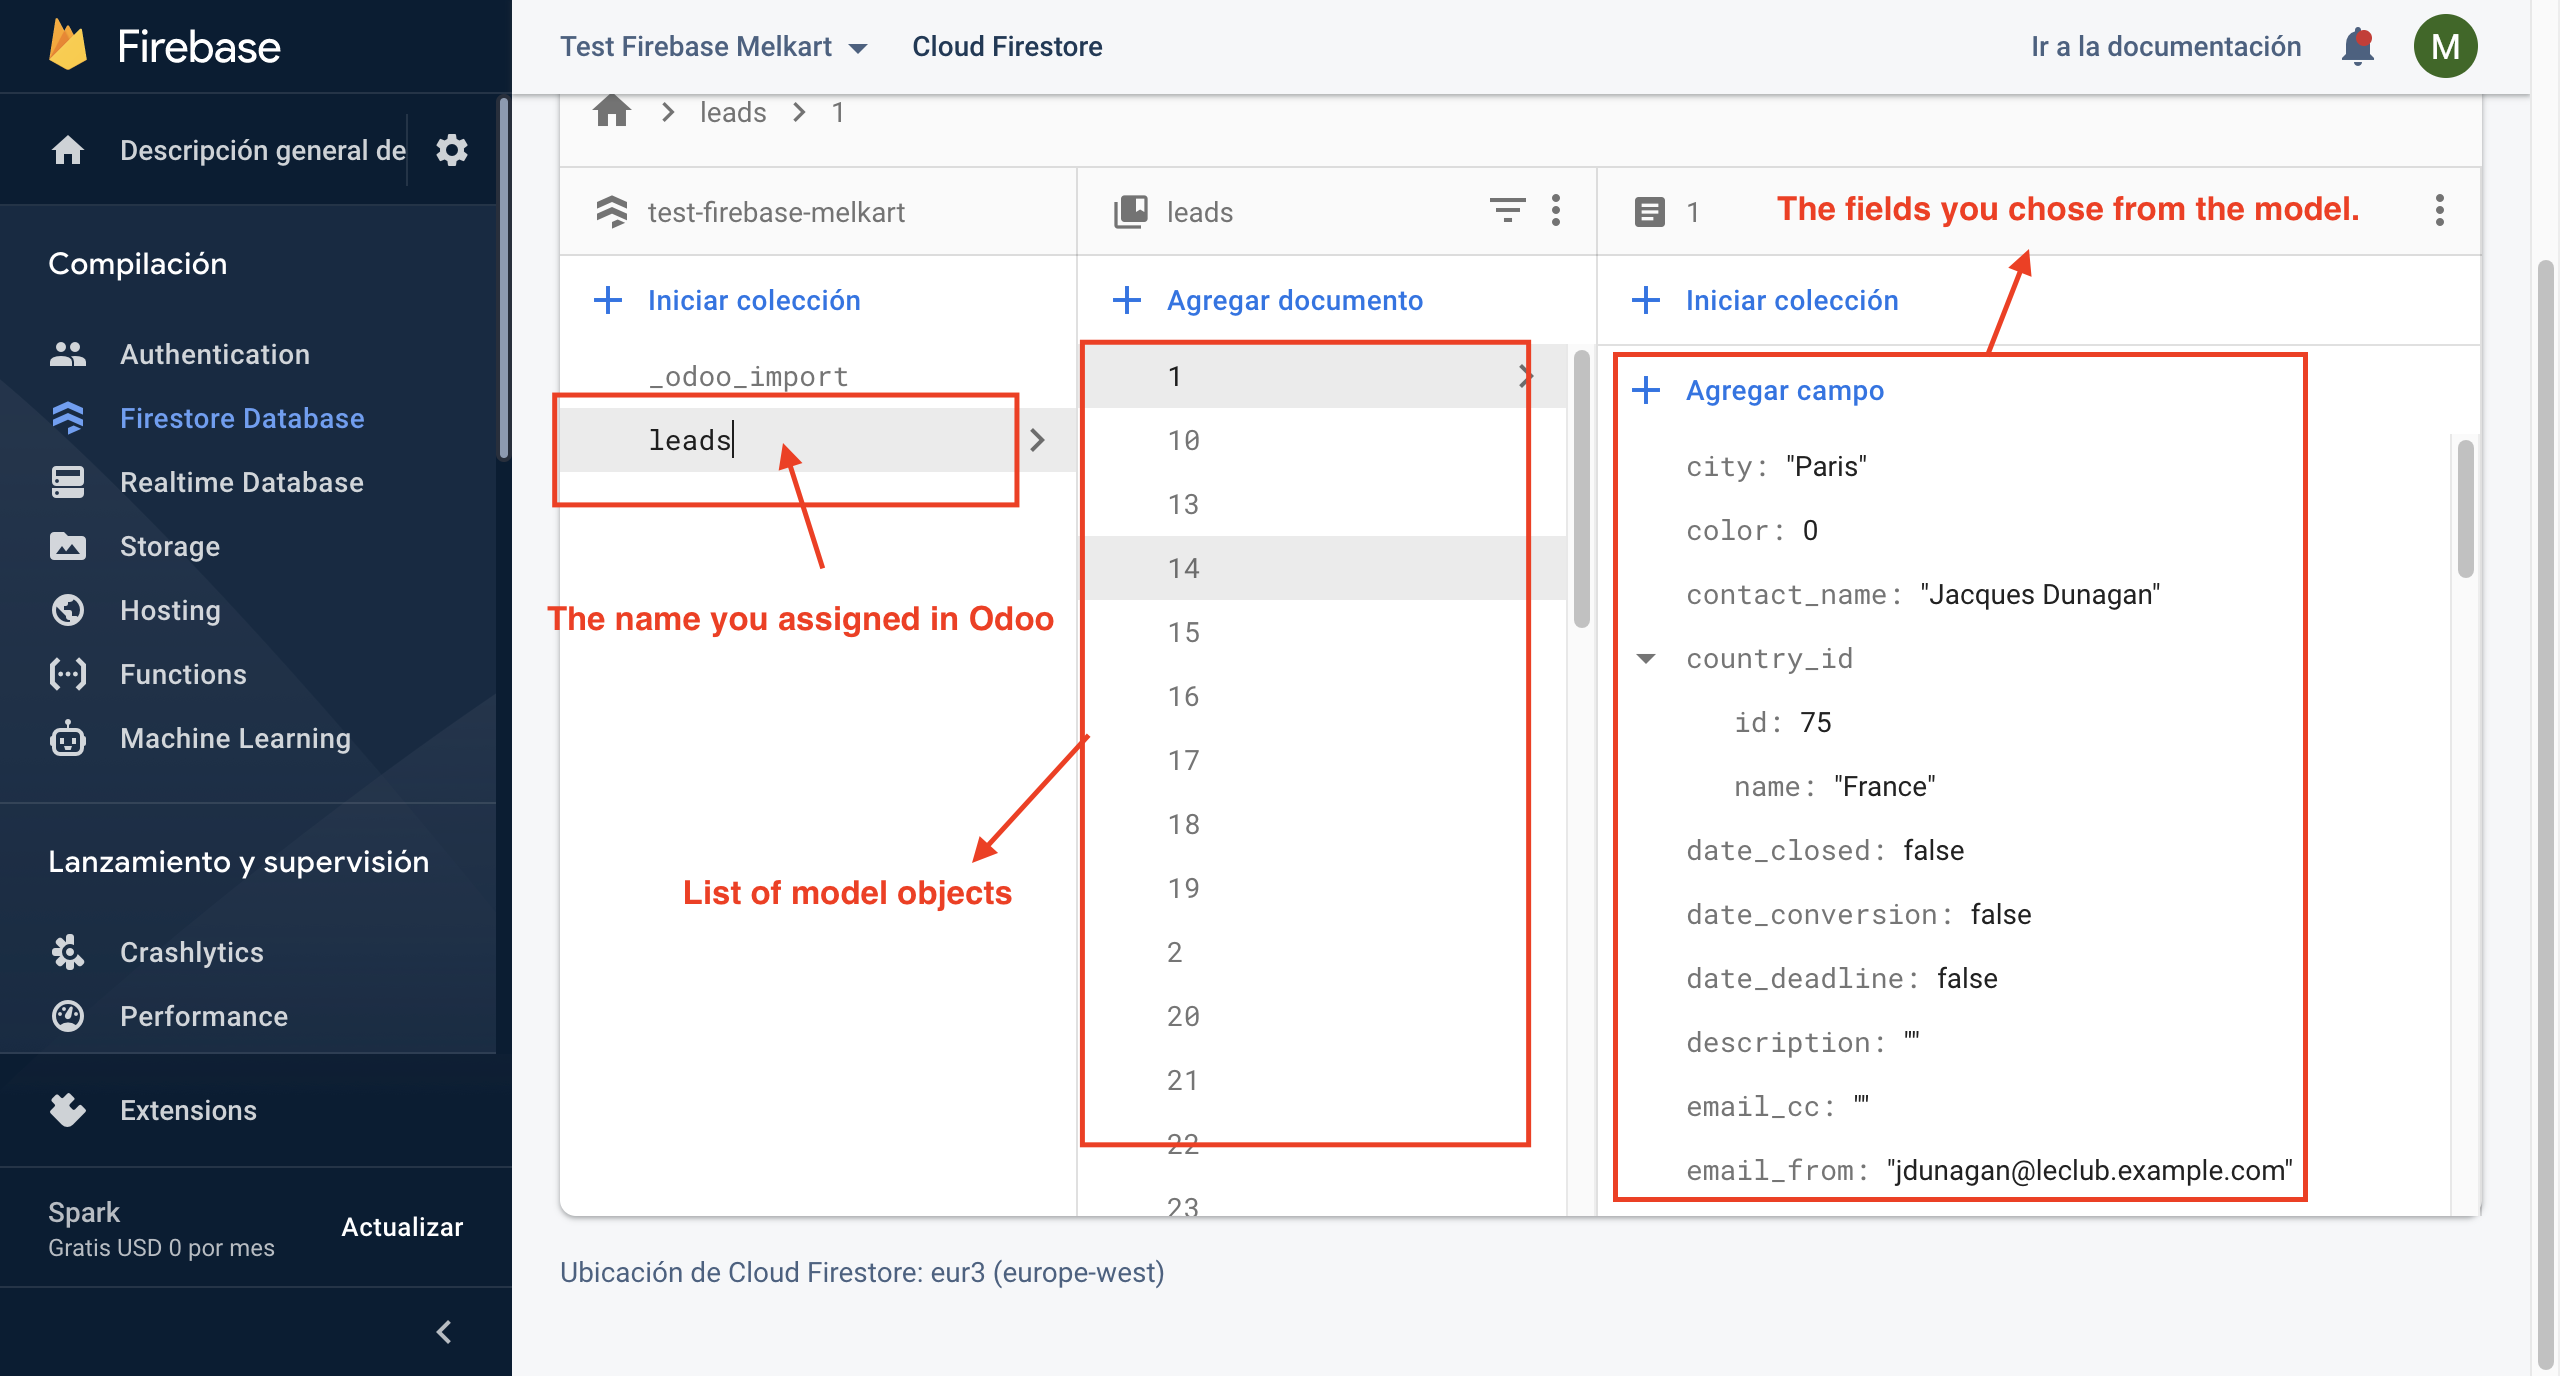 Firebase
Test Firebase Melkart
Cloud Firestore
Ir a la documentación
M
Descripción general de
leads
1
test-firebase-melkart
leads
1
The fields you chose from the model.
Compilación
Authentication
Firestore Database
Realtime Database
Storage
Hosting
Functions
Machine Learning
Lanzamiento y supervisión
Crashlytics
Performance
Extensions
Spark
Gratis USD 0 por mes
Actualizar
Iniciar colección
_odoo_import
leads
The name you assigned in Odoo
List of model objects
Agregar documento
1
10
13
14
15
16
17
18
19
2
20
21
22
23
Iniciar colección
Agregar campo
city: "Paris"
color: 0
contact_name: "Jacques Dunagan"
country_id
id: 75
name: "France"
date_closed: false
date_conversion: false
date_deadline: false
description: ""
email_cc: ""
email_from: "jdunagan@leclub.example.com"
Ubicación de Cloud Firestore: eur3 (europe-west)